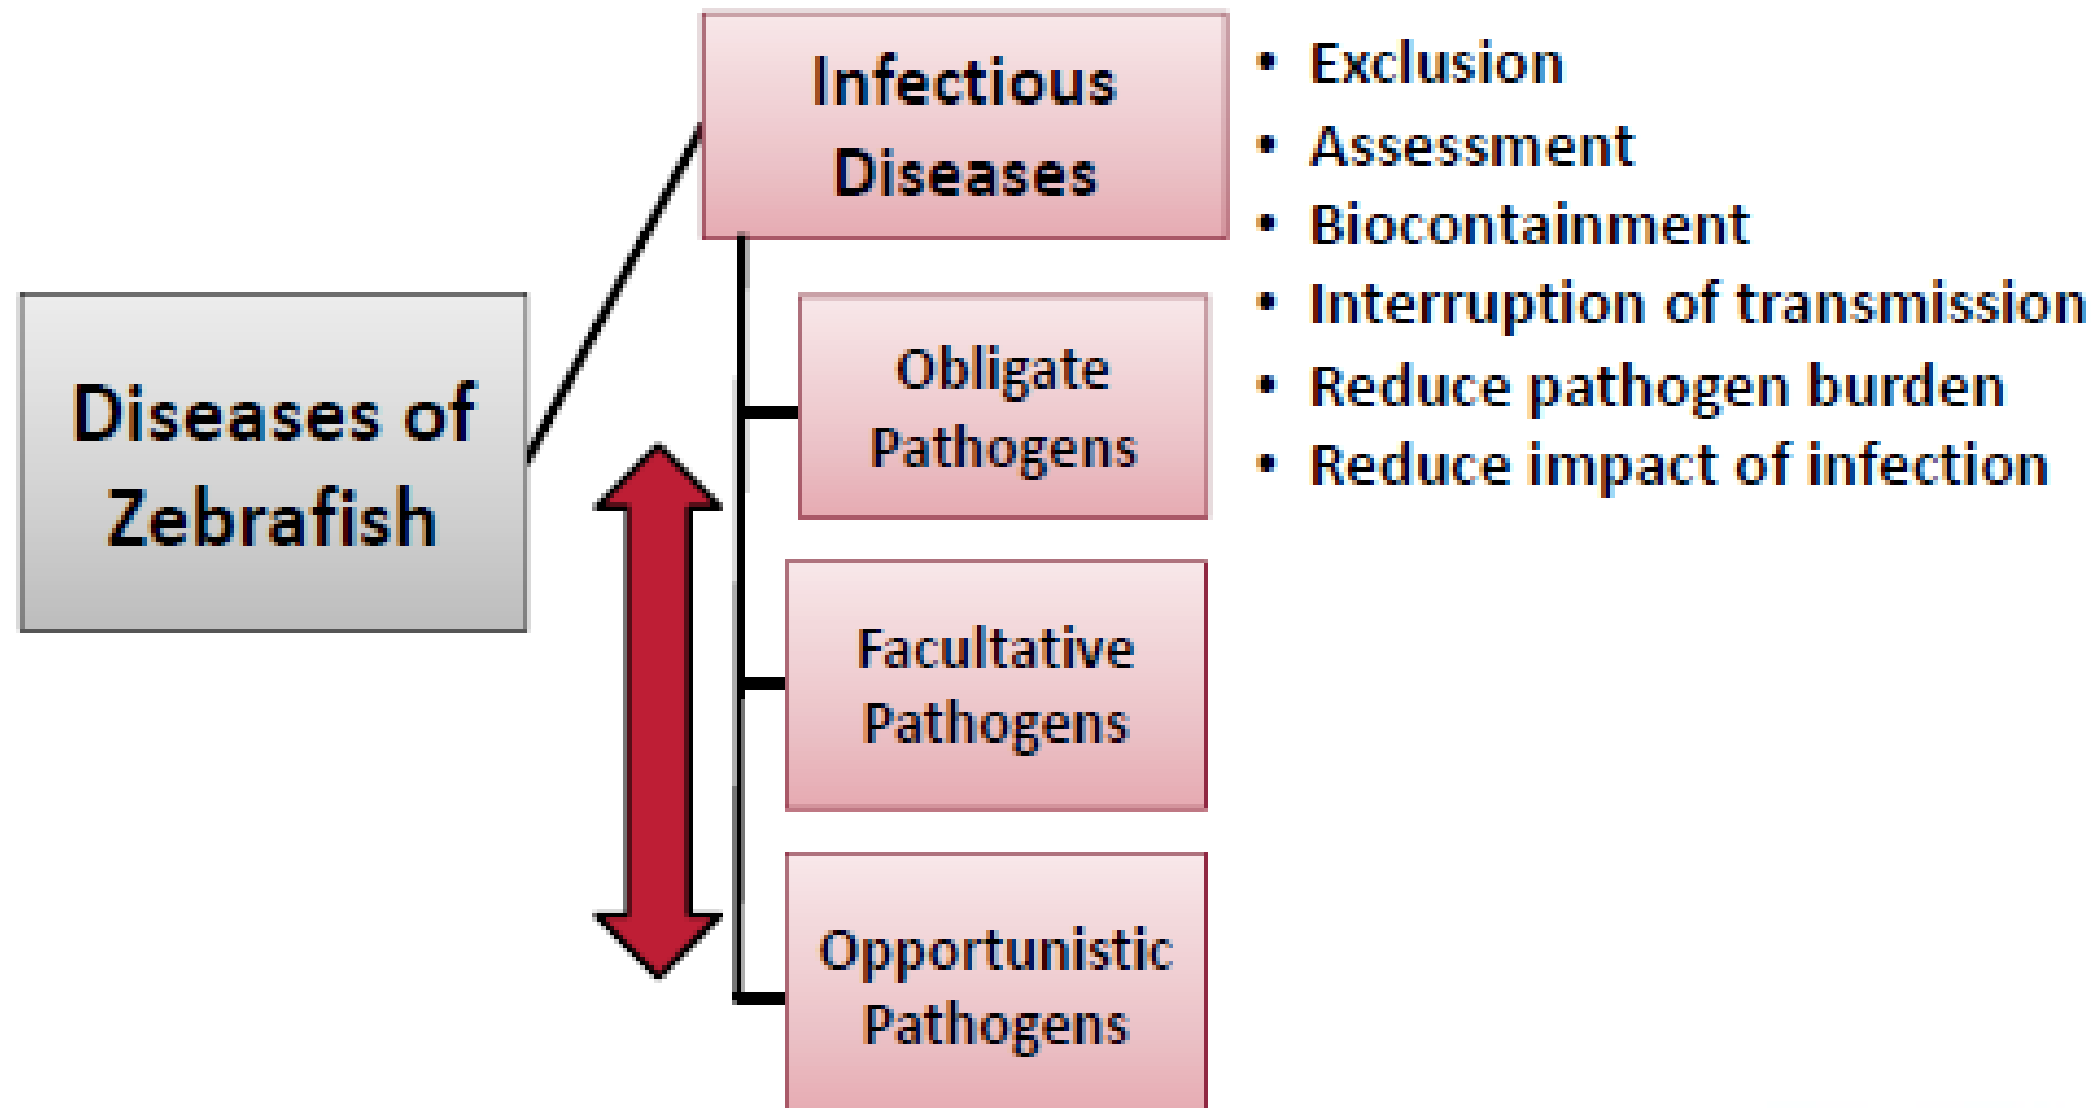 Infectious
Diseases
• Exclusion
• Assessment
• Biocontainment
• Interruption of transmission
• Reduce pathogen burden
• Reduce impact of infection
Diseases of
Zebrafish
Obligate
Pathogens
Facultative
Pathogens
Opportunistic
Pathogens